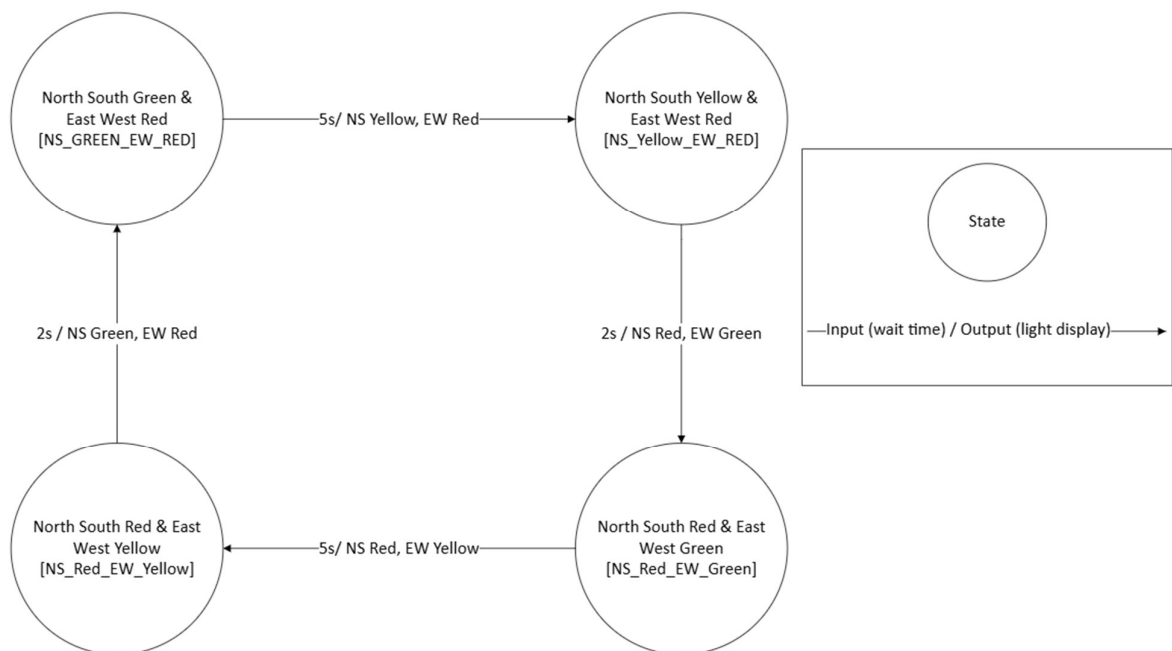 North South Green &
East West Red
[NS_GREEN_EW_RED]
5s/ NS Yellow, EW Red
North South Yellow &
East West Red
[NS_Yellow_EW_RED]
State
Input (wait time) / Output (light display)
2s / NS Green, EW Red
2s / NS Red, EW Green
North South Red & East
West Yellow
[NS_Red_EW_Yellow]
5s/ NS Red, EW Yellow
North South Red & East
West Green
[NS_Red_EW_Green]